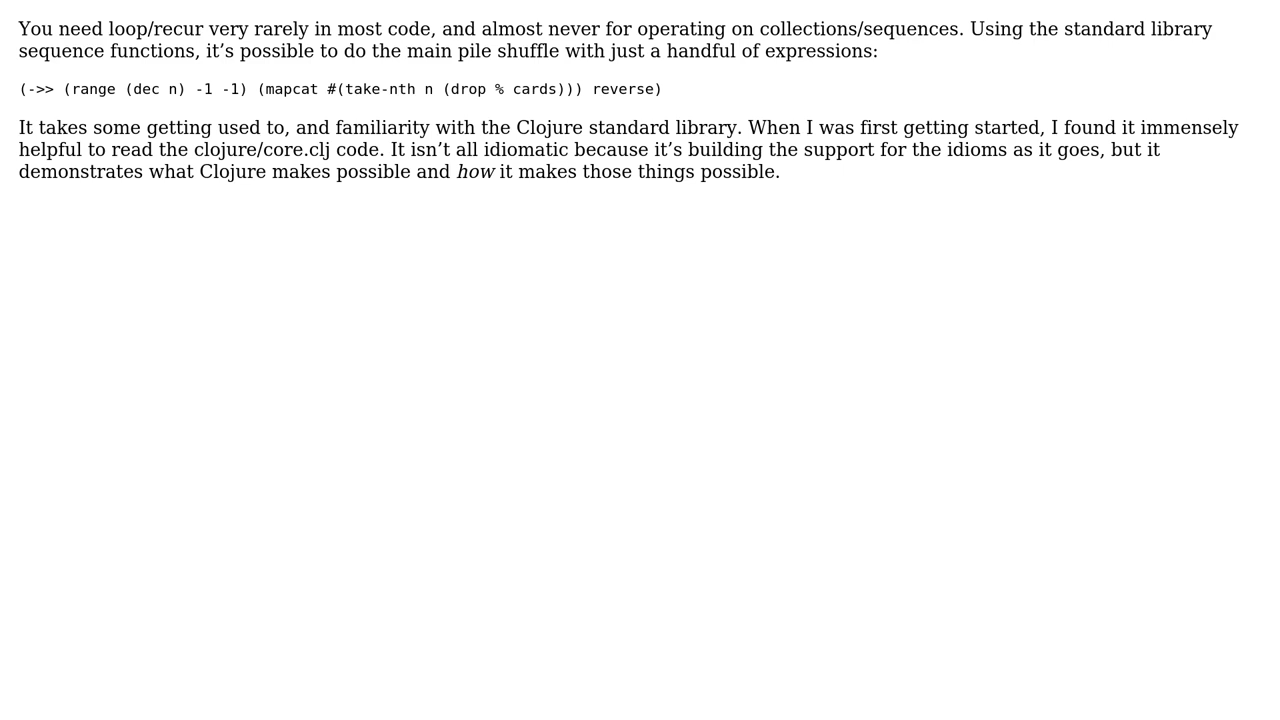 You need loop/recur very rarely in most code, and almost never for operating on collections/sequences. Using the standard library
sequence functions, it’s possible to do the main pile shuffle with just a handful of expressions:
(->> (range (dec n) -1 -1) (mapcat #(take-nth n (drop % cards))) reverse)
It takes some getting used to, and familiarity with the Clojure standard library. When I was first getting started, I found it immensely
helpful to read the clojure/core.clj code. It isn’t all idiomatic because it’s building the support for the idioms as it goes, but it
demonstrates what Clojure makes possible and how it makes those things possible.